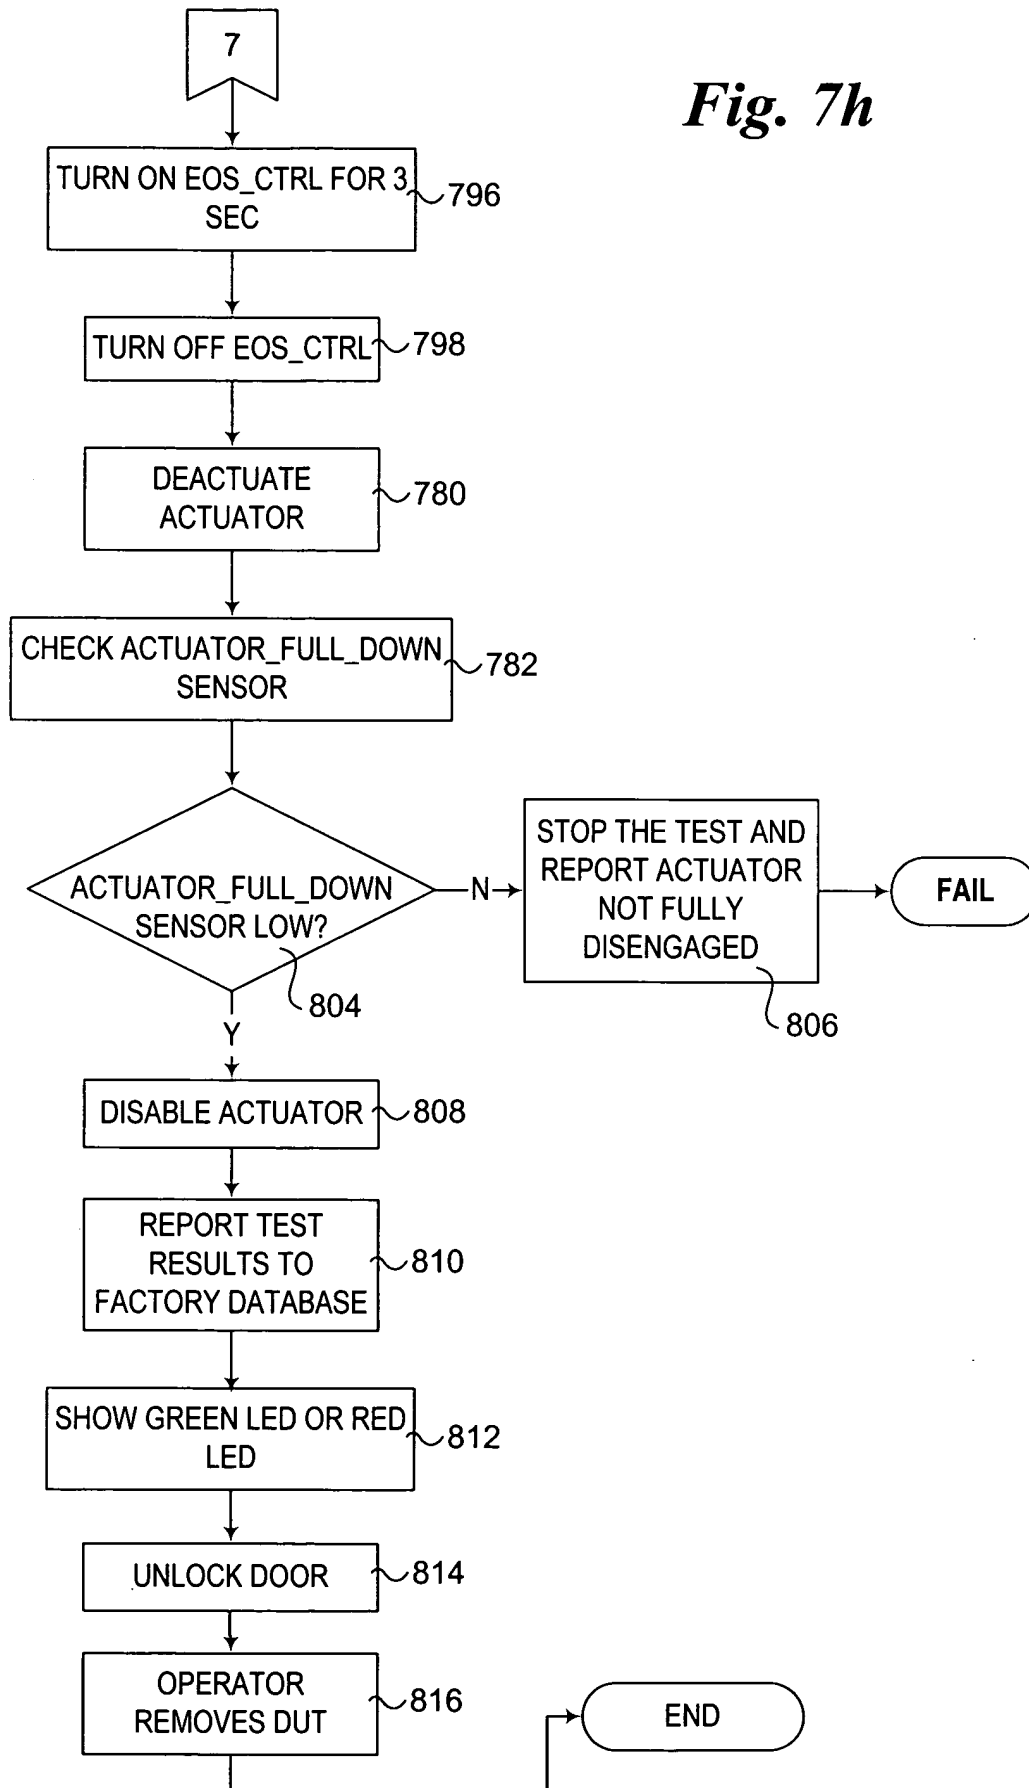 7
Fig. 7h
TURN ON EOS_CTRL FOR 3
SEC
796
TURN OFF EOS_CTRL
798
DEACTUATE
ACTUATOR
780
CHECK ACTUATOR_FULL_DOWN
SENSOR
782
ACTUATOR_FULL_DOWN
SENSOR LOW?
804
N
STOP THE TEST AND
REPORT ACTUATOR
NOT FULLY
DISENGAGED
806
FAIL
Y
DISABLE ACTUATOR
808
REPORT TEST
RESULTS TO
FACTORY DATABASE
810
SHOW GREEN LED OR RED
LED
812
UNLOCK DOOR
814
OPERATOR
REMOVES DUT
816
END